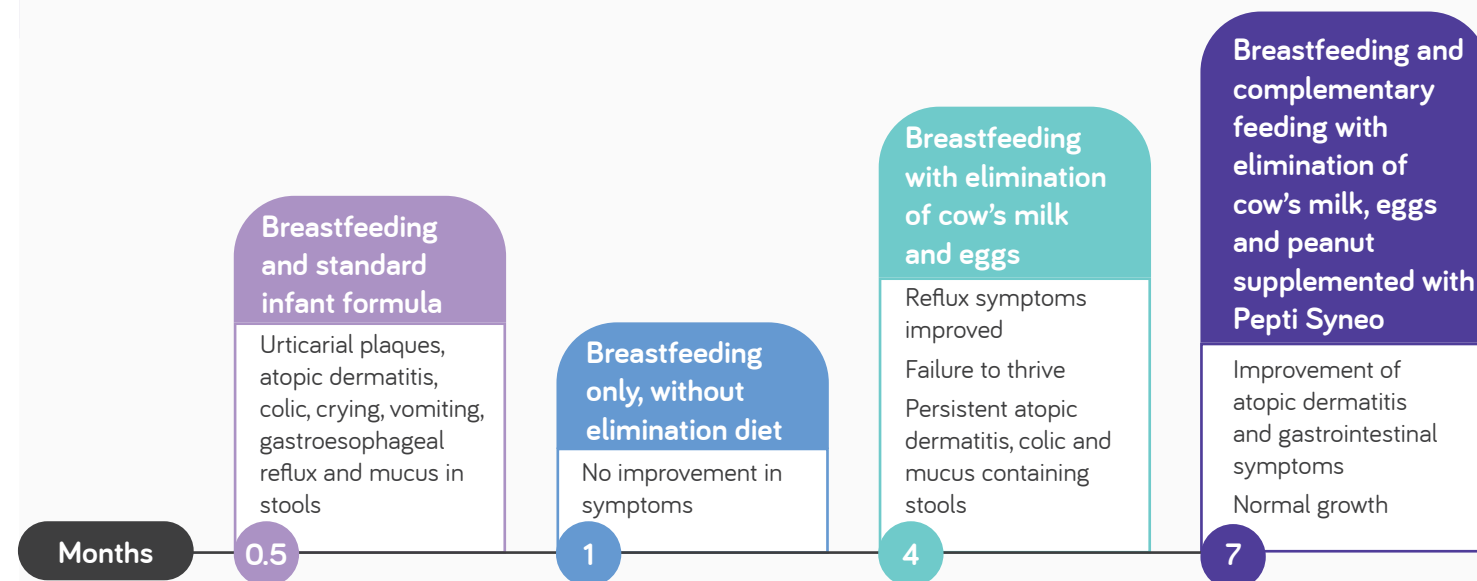 Breastfeeding
and standard
infant formula
Urticarial plaques,
atopic dermatitis,
colic, crying, vomiting,
gastroesophageal
reflux and mucus in
stools
Breastfeeding
only, without
elimination diet
No improvement in
symptoms
Breastfeeding
with elimination
of cow's milk
and eggs
Reflux symptoms
improved
Failure to thrive
Persistent atopic
dermatitis, colic and
mucus containing
stools
Breastfeeding and
complementary
feeding with
elimination of
cow's milk, eggs
and peanut
supplemented with
Pepti Syneo
Improvement of
atopic dermatitis
and gastrointestinal
symptoms
Normal growth
Months
0.5
1
4
7